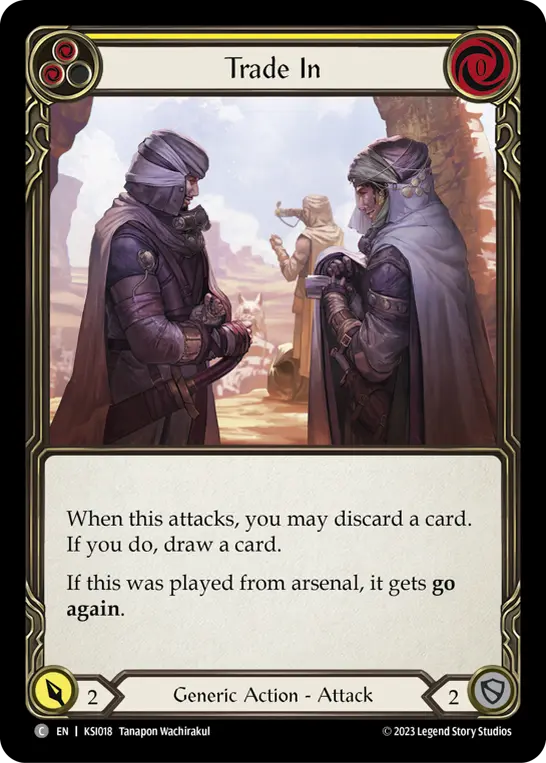 Trade In
0
When this attacks, you may discard a card.
If you do, draw a card.
If this was played from arsenal, it gets go
again.
2
Generic Action - Attack
2
C EN | KSI018 Tanapon Wachirakul
© 2023 Legend Story Studios